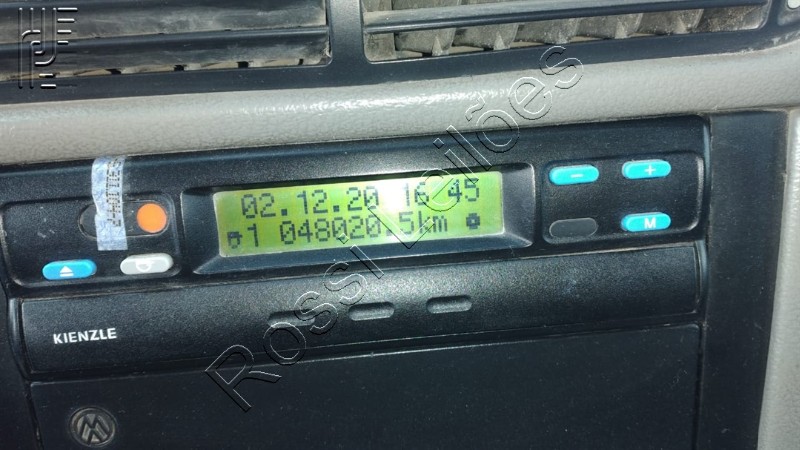 02.12.20 16 45
1 048020.5km
- +
M
KIENZLE
Rossi Leilões